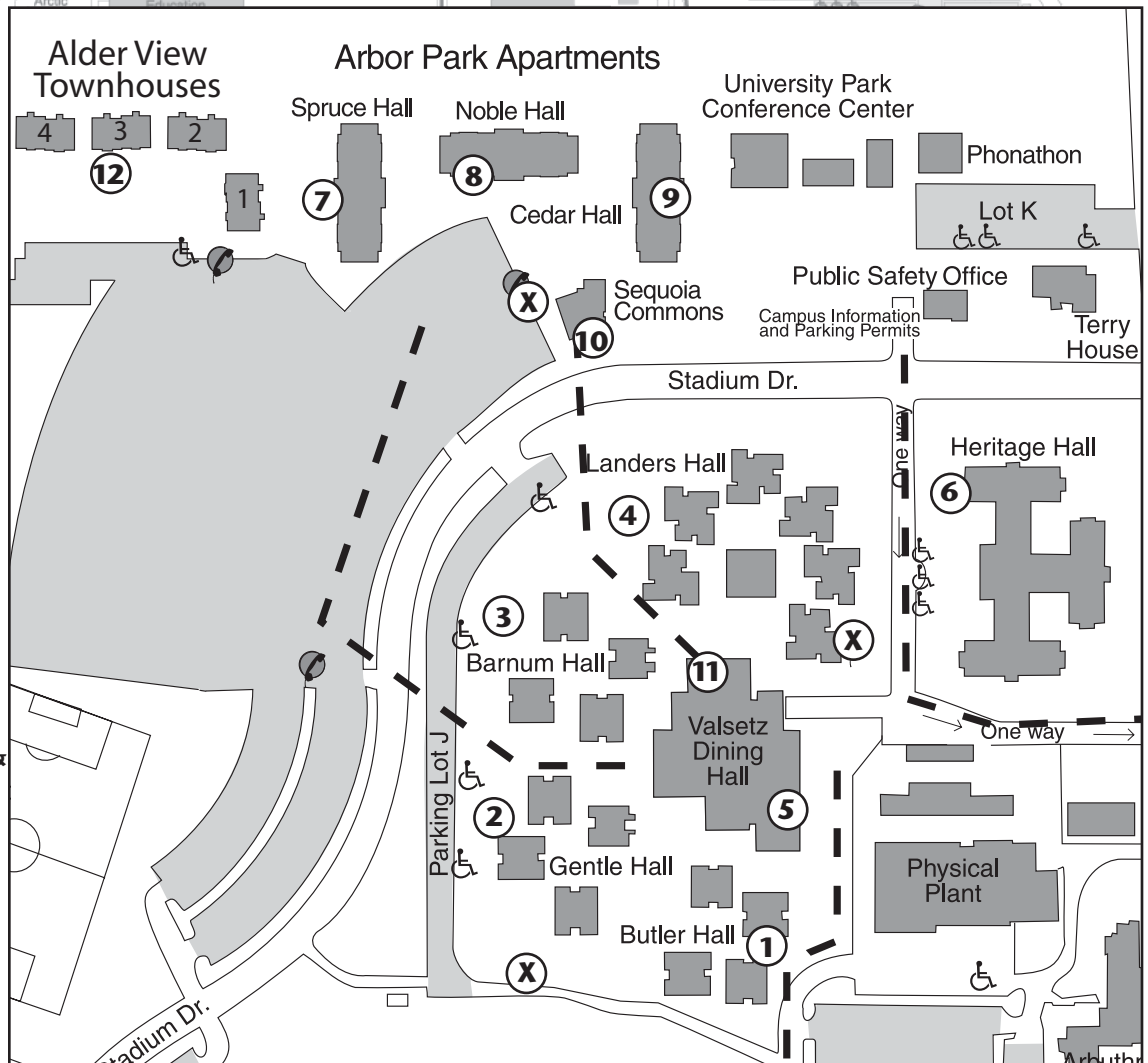 Arctic
Education
Alder View
Townhouses
Arbor Park Apartments
4
3
2
12
1
Spruce Hall
7
Noble Hall
8
Cedar Hall
9
University Park
Conference Center
Phonathon
Lot K
X
Sequoia
Commons
10
Public Safety Office
Campus Information
and Parking Permits
Terry
House
Stadium Dr.
One way
Landers Hall
4
Heritage Hall
6
3
Barnum Hall
X
11
Valsetz
Dining
Hall
One way
Parking Lot J
2
5
Gentle Hall
Physical
Plant
Butler Hall
1
X
Stadium Dr.